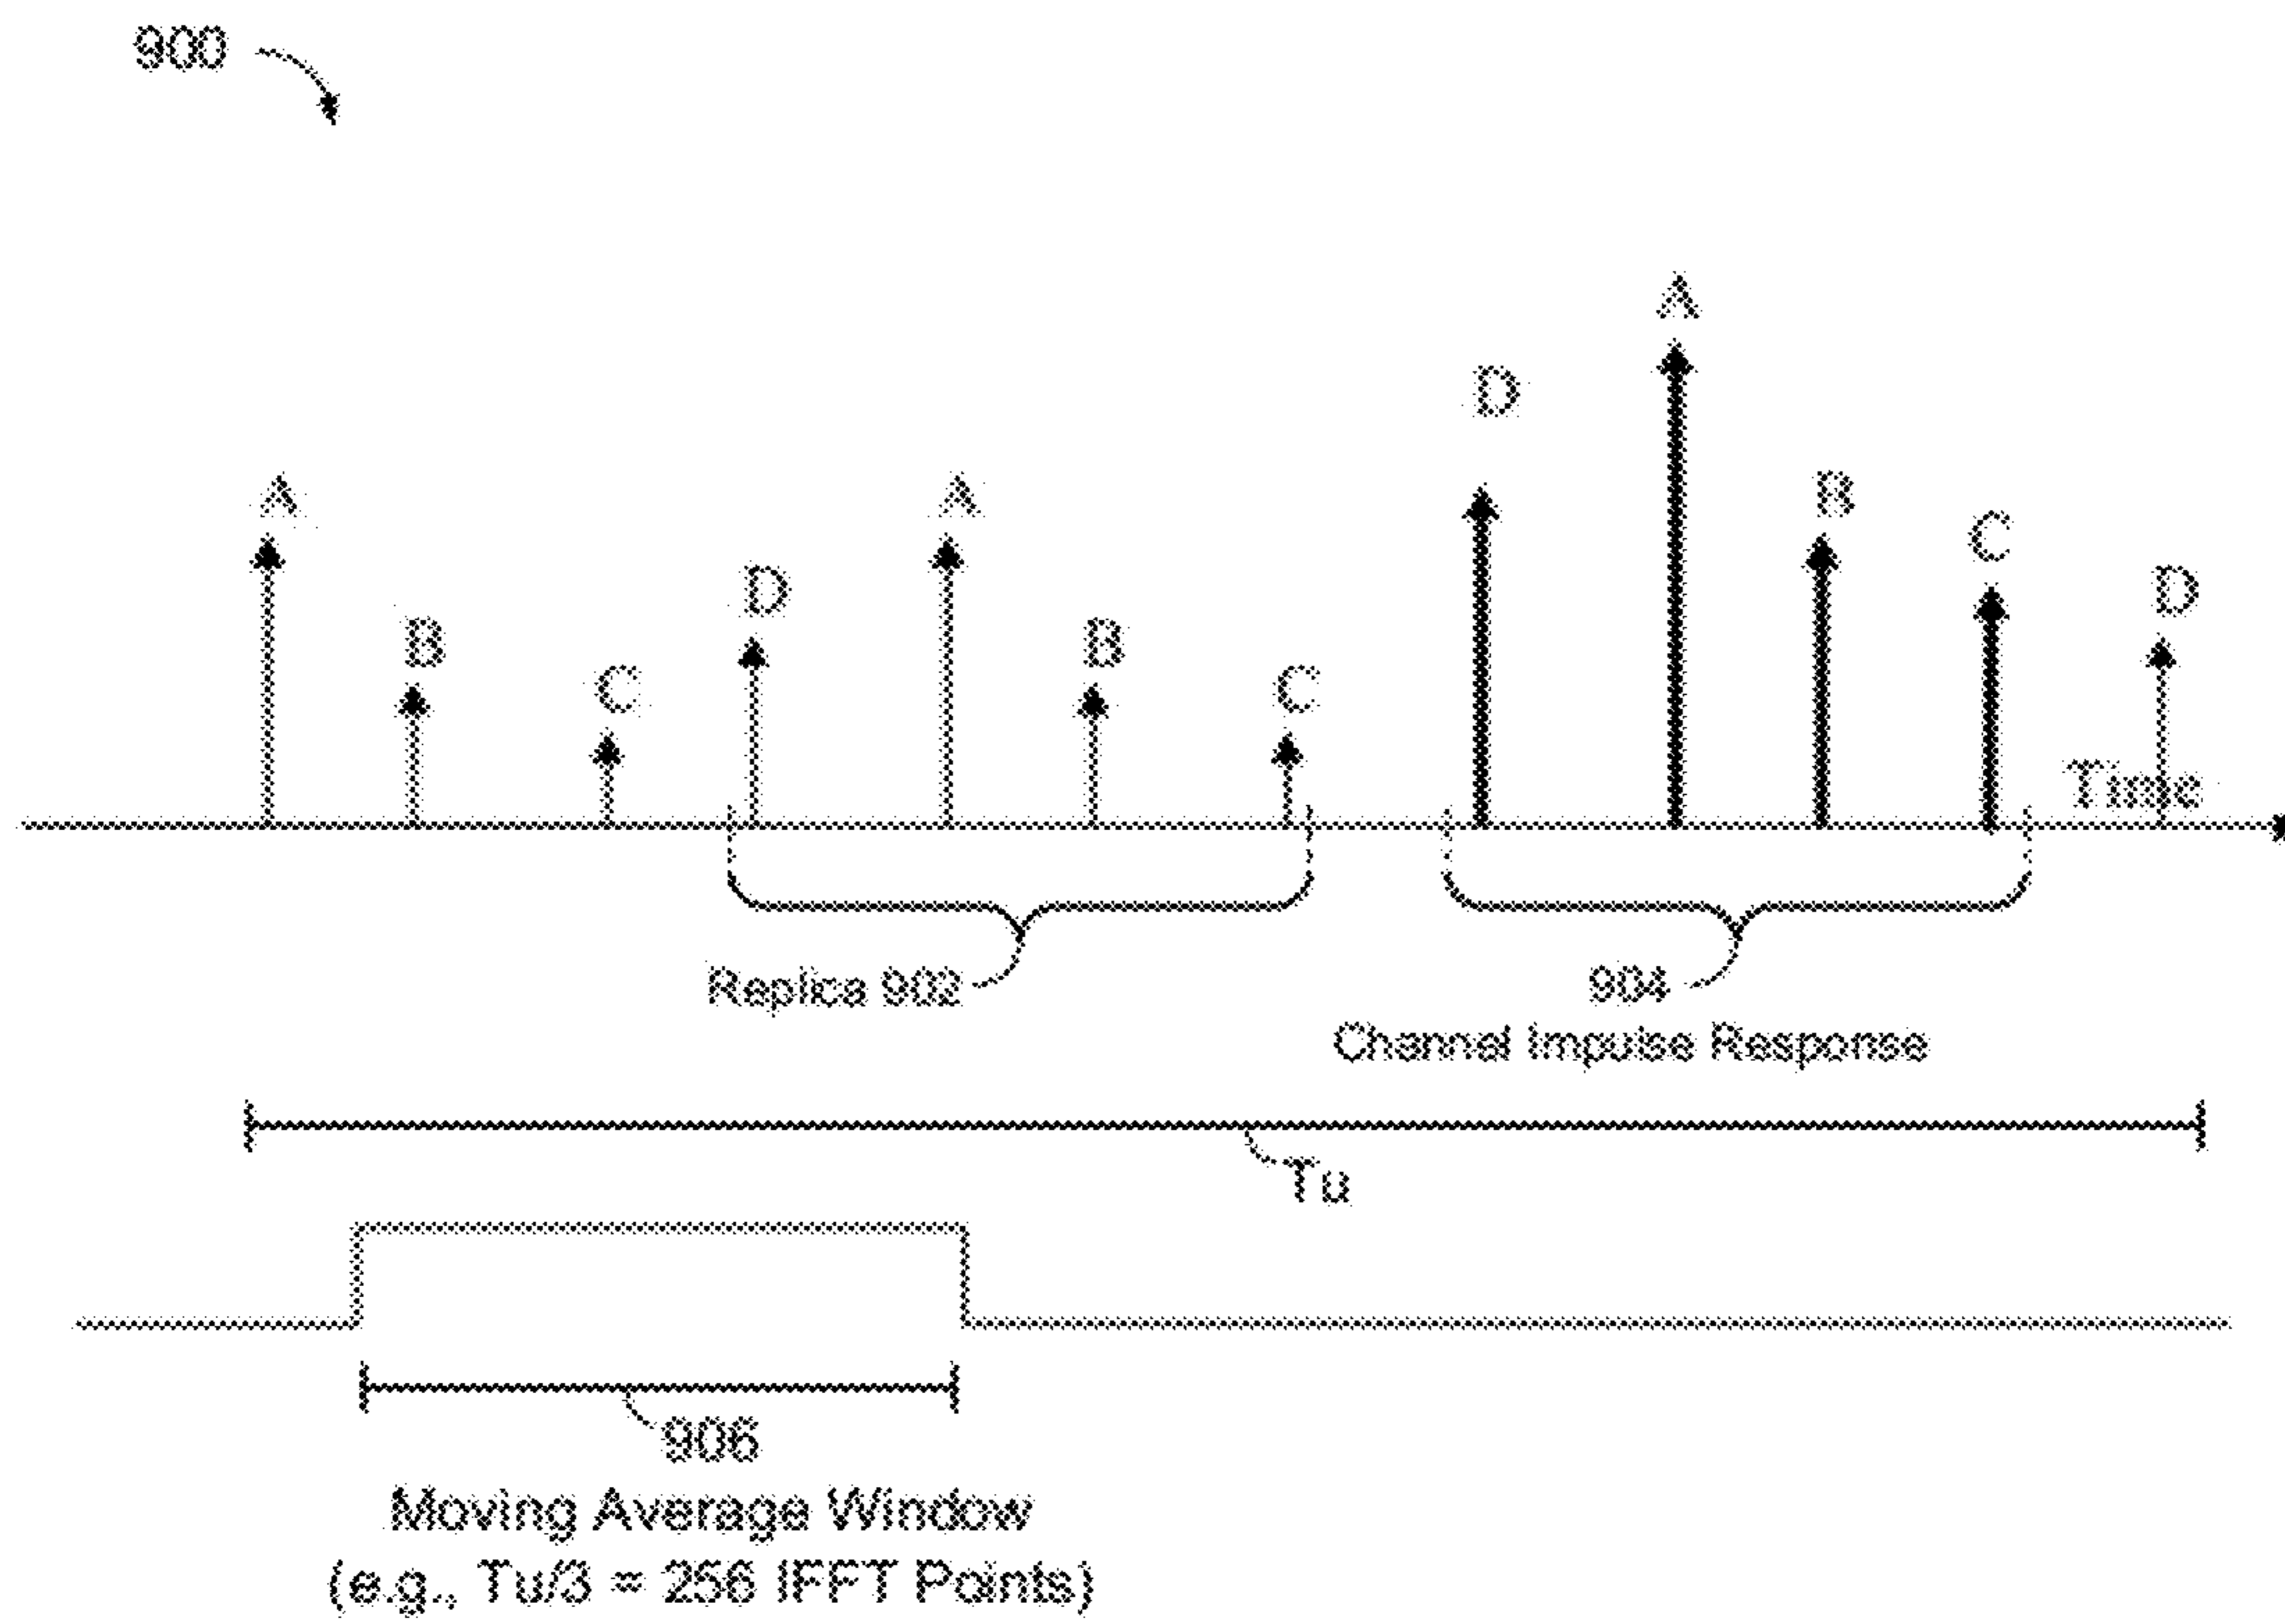 900
A
D
A
A
B
D
D
C
B
B
C
C
Time
Replica 902
904
Channel Impulse Response
Tu
906
Moving Average Window
(e.g., Tu/3 = 256 IFFT Points)